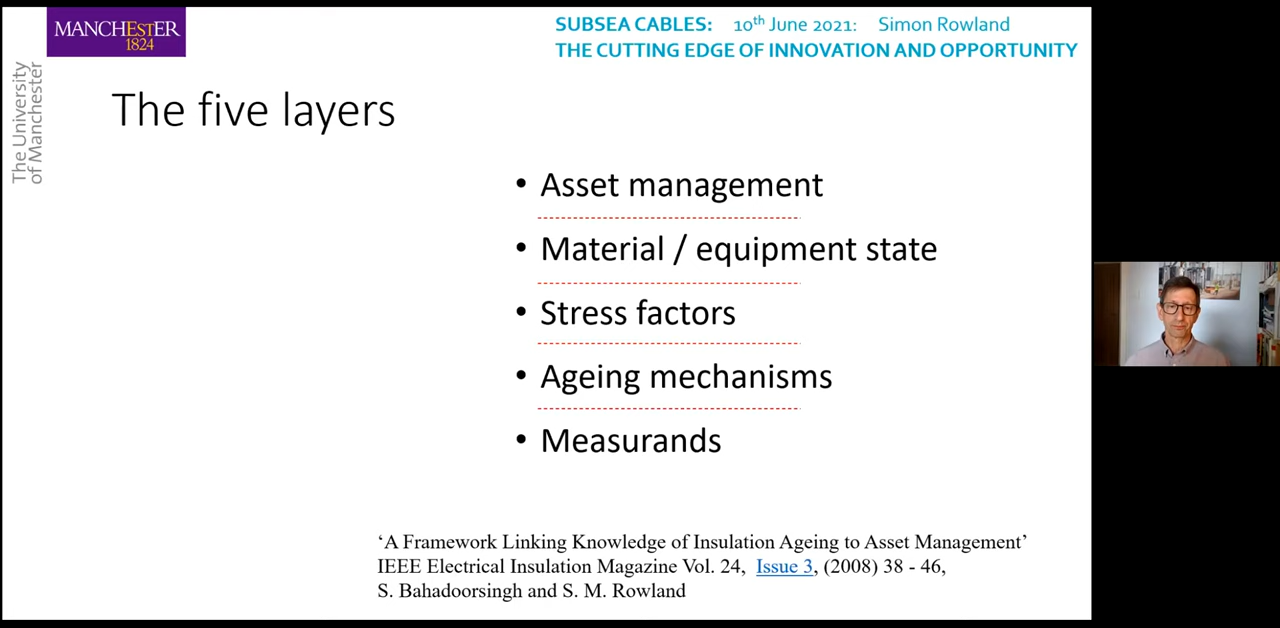 MANCHESTER
1824
The University
of Manchester
SUBSEA CABLES: 10th June 2021: Simon Rowland
THE CUTTING EDGE OF INNOVATION AND OPPORTUNITY
The five layers
• Asset management
• Material / equipment state
• Stress factors
• Ageing mechanisms
• Measurands
‘A Framework Linking Knowledge of Insulation Ageing to Asset Management’
IEEE Electrical Insulation Magazine Vol. 24, Issue 3, (2008) 38 - 46,
S. Bahadoorsingh and S. M. Rowland